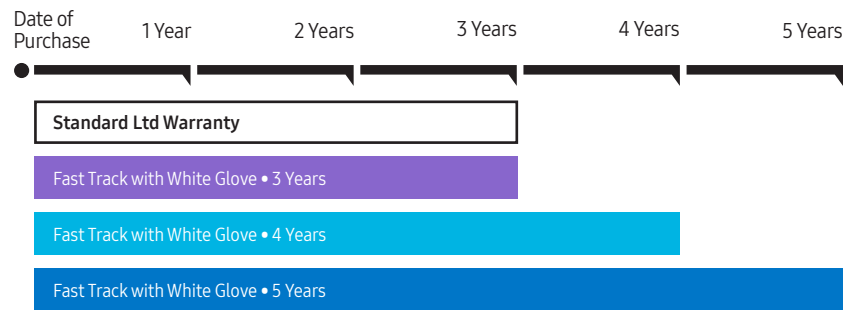 Date of
Purchase
1 Year
2 Years
3 Years
4 Years
5 Years
Standard Ltd Warranty
Fast Track with White Glove • 3 Years
Fast Track with White Glove • 4 Years
Fast Track with White Glove • 5 Years